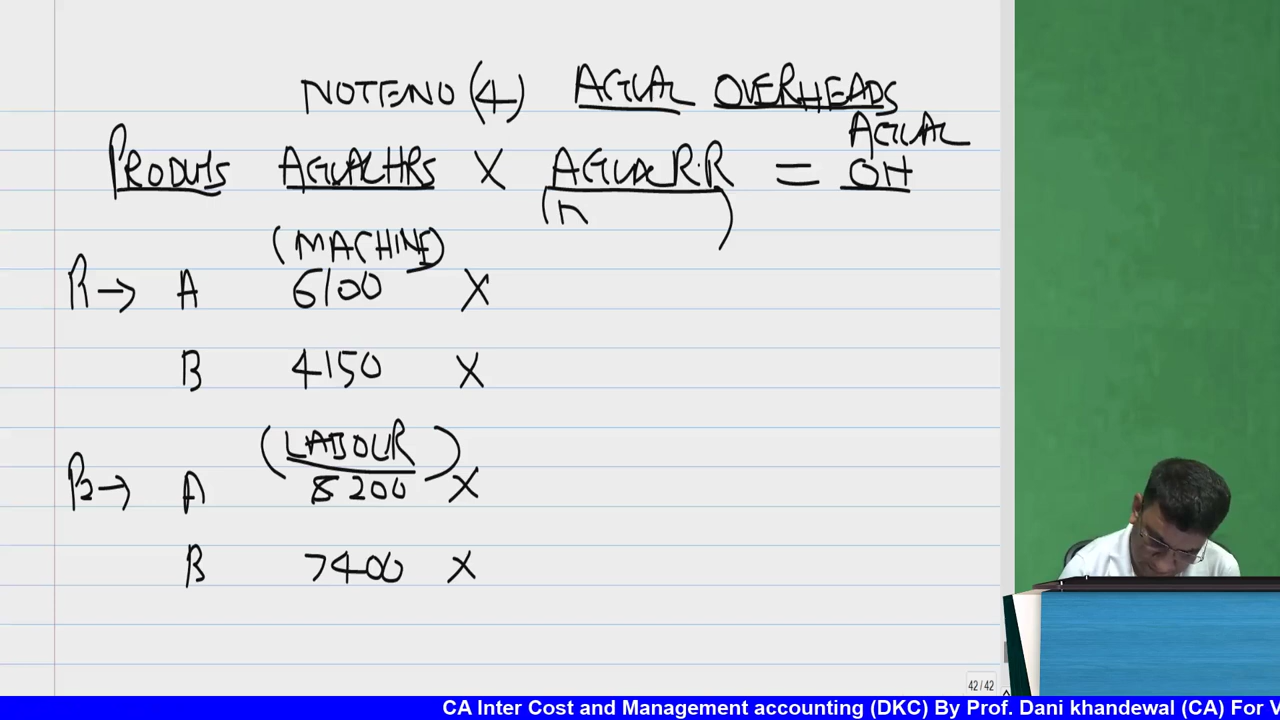 NOTE NO (4) ACTUAL OVERHEADS
PRODUTS ACTUAL HRS X ACTUAL R.R = ACTUAL OH
(n )
(MACHINE)
P1 → A 6100 X
B 4150 X
(LABOUR)
P2 → A 8200 X
B 7400 X
42/42
CA Inter Cost and Management accounting (DKC) By Prof. Dani khandewal (CA) For V